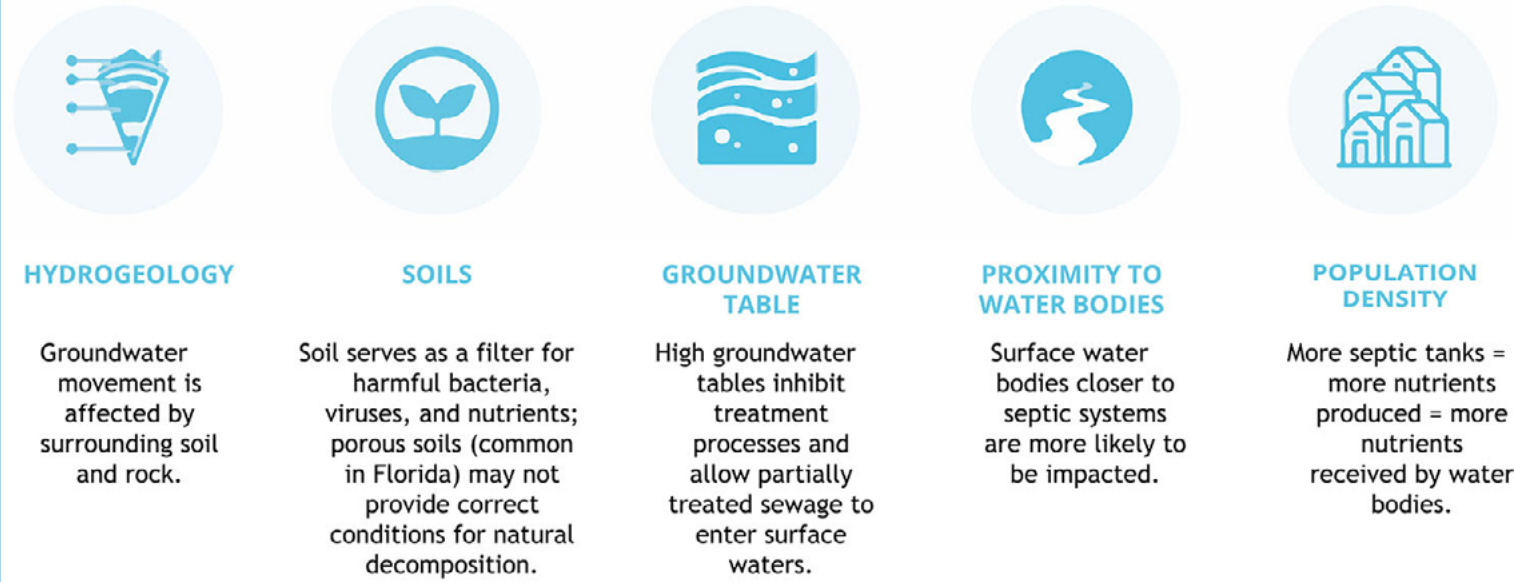 HYDROGEOLOGY
Groundwater
movement is
affected by
surrounding soil
and rock.
SOILS
Soil serves as a filter for
harmful bacteria,
viruses, and nutrients;
porous soils (common
in Florida) may not
provide correct
conditions for natural
decomposition.
GROUNDWATER
TABLE
High groundwater
tables inhibit
treatment
processes and
allow partially
treated sewage to
enter surface
waters.
PROXIMITY TO
WATER BODIES
Surface water
bodies closer to
septic systems
are more likely to
be impacted.
POPULATION
DENSITY
More septic tanks =
more nutrients
produced = more
nutrients
received by water
bodies.